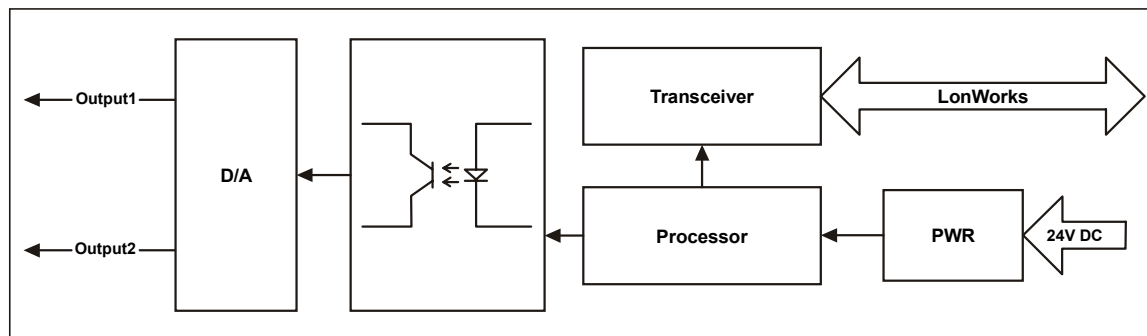 Output1
Output2
D/A
Transceiver
LonWorks
Processor
PWR
24V DC